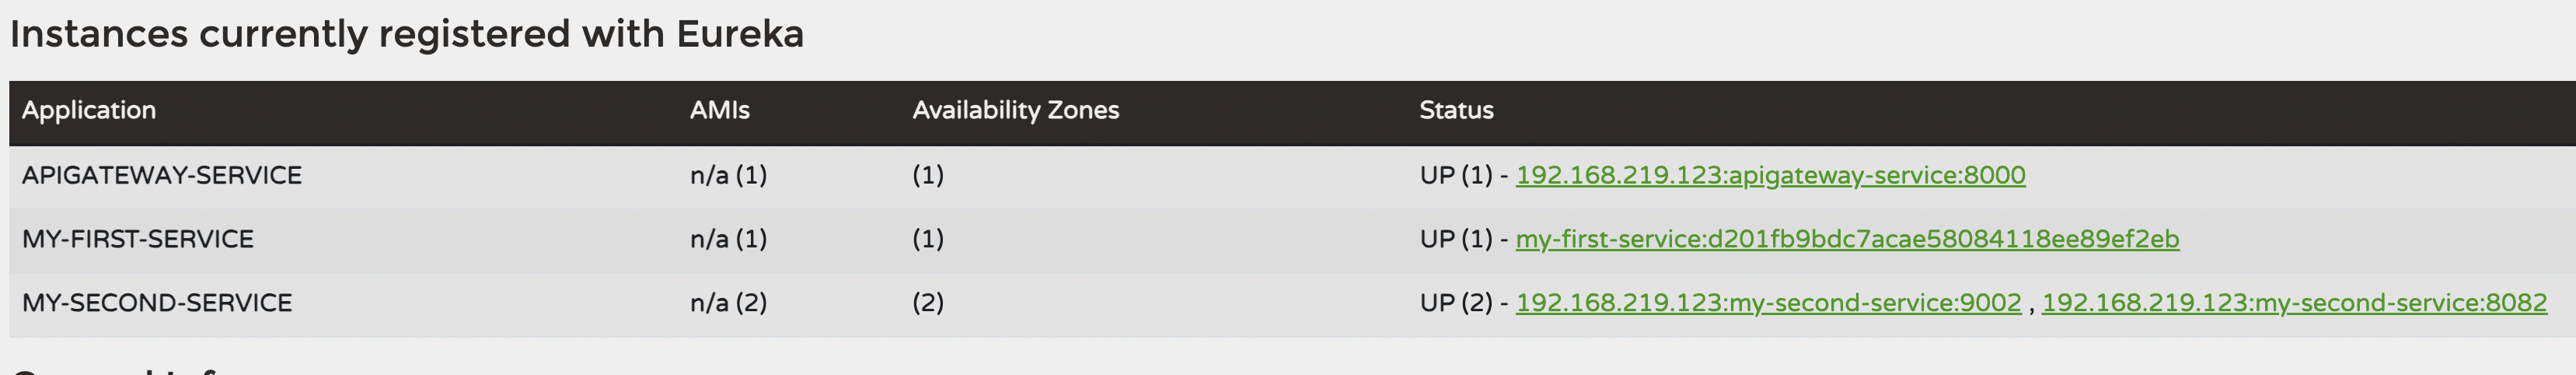 Instances currently registered with Eureka
Application AMIs Availability Zones Status
APIGATEWAY-SERVICE n/a (1) (1) UP (1) - 192.168.219.123:apigateway-service:8000
MY-FIRST-SERVICE n/a (1) (1) UP (1) - my-first-service:d201fb9bdc7acae58084118ee89ef2eb
MY-SECOND-SERVICE n/a (2) (2) UP (2) - 192.168.219.123:my-second-service:9002 , 192.168.219.123:my-second-service:8082